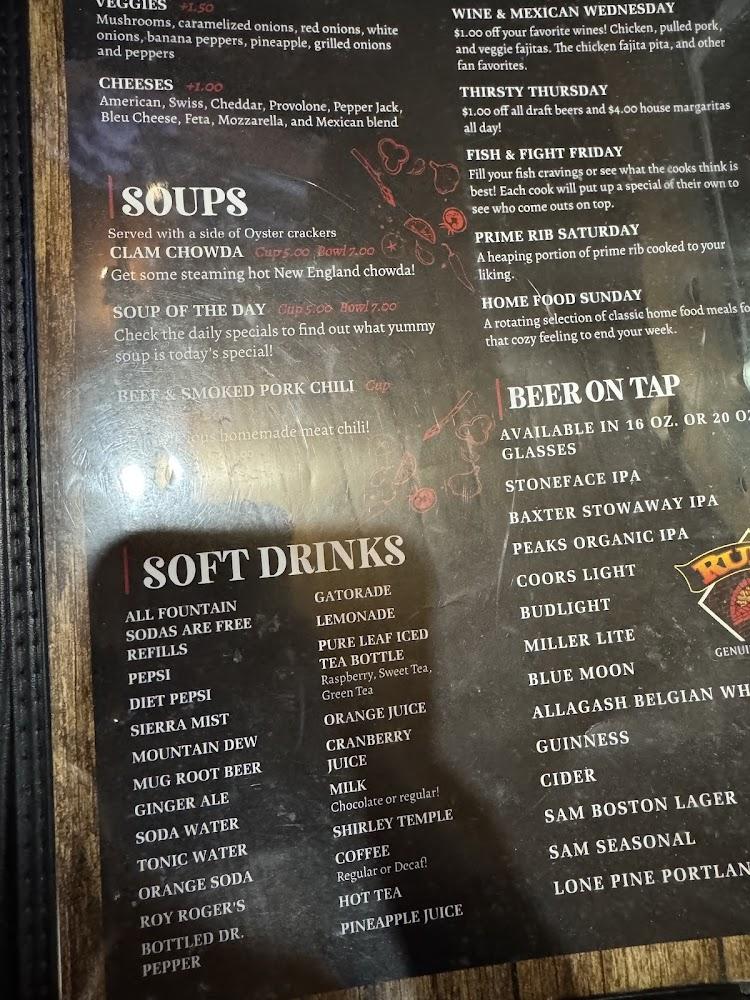 VEGGIES +1.50
Mushrooms, caramelized onions, red onions, white
onions, banana peppers, pineapple, grilled onions
and peppers
CHEESES +1.00
American, Swiss, Cheddar, Provolone, Pepper Jack,
Bleu Cheese, Feta, Mozzarella, and Mexican blend
SOUPS
Served with a side of Oyster crackers
CLAM CHOWDA Cup 5.00 Bowl 7.00
Get some steaming hot New England chowda!
SOUP OF THE DAY Cup 5.00 Bowl 7.00
Check the daily specials to find out what yummy
soup is today's special!
BEEF & SMOKED PORK CHILI Cup
homemade meat chili!
SOFT DRINKS
ALL FOUNTAIN
SODAS ARE FREE
REFILLS
PEPSI
DIET PEPSI
SIERRA MIST
MOUNTAIN DEW
MUG ROOT BEER
GINGER ALE
SODA WATER
TONIC WATER
ORANGE SODA
ROY ROGER'S
BOTTLED DR.
PEPPER
GATORADE
LEMONADE
PURE LEAF ICED
TEA BOTTLE
Raspberry, Sweet Tea,
Green Tea
ORANGE JUICE
CRANBERRY
JUICE
MILK
Chocolate or regular!
SHIRLEY TEMPLE
COFFEE
Regular or Decaf!
HOT TEA
PINEAPPLE JUICE
WINE & MEXICAN WEDNESDAY
$1.00 off your favorite wines! Chicken, pulled pork,
and veggie fajitas. The chicken fajita pita, and other
fan favorites.
THIRSTY THURSDAY
$1.00 off all draft beers and $4.00 house margaritas
all day!
FISH & FIGHT FRIDAY
Fill your fish cravings or see what the cooks think is
best! Each cook will put up a special of their own to
see who come outs on top.
PRIME RIB SATURDAY
A heaping portion of prime rib cooked to your
liking.
HOME FOOD SUNDAY
A rotating selection of classic home food meals fo
that cozy feeling to end your week.
BEER ON TAP
AVAILABLE IN 16 OZ. OR 20 OZ
GLASSES
STONEFACE IPA
BAXTER STOWAWAY IPA
PEAKS ORGANIC IPA
COORS LIGHT
BUDLIGHT
MILLER LITE
BLUE MOON
ALLAGASH BELGIAN WH
GUINNESS
CIDER
SAM BOSTON LAGER
SAM SEASONAL
LONE PINE PORTLAN
RU
GENUI